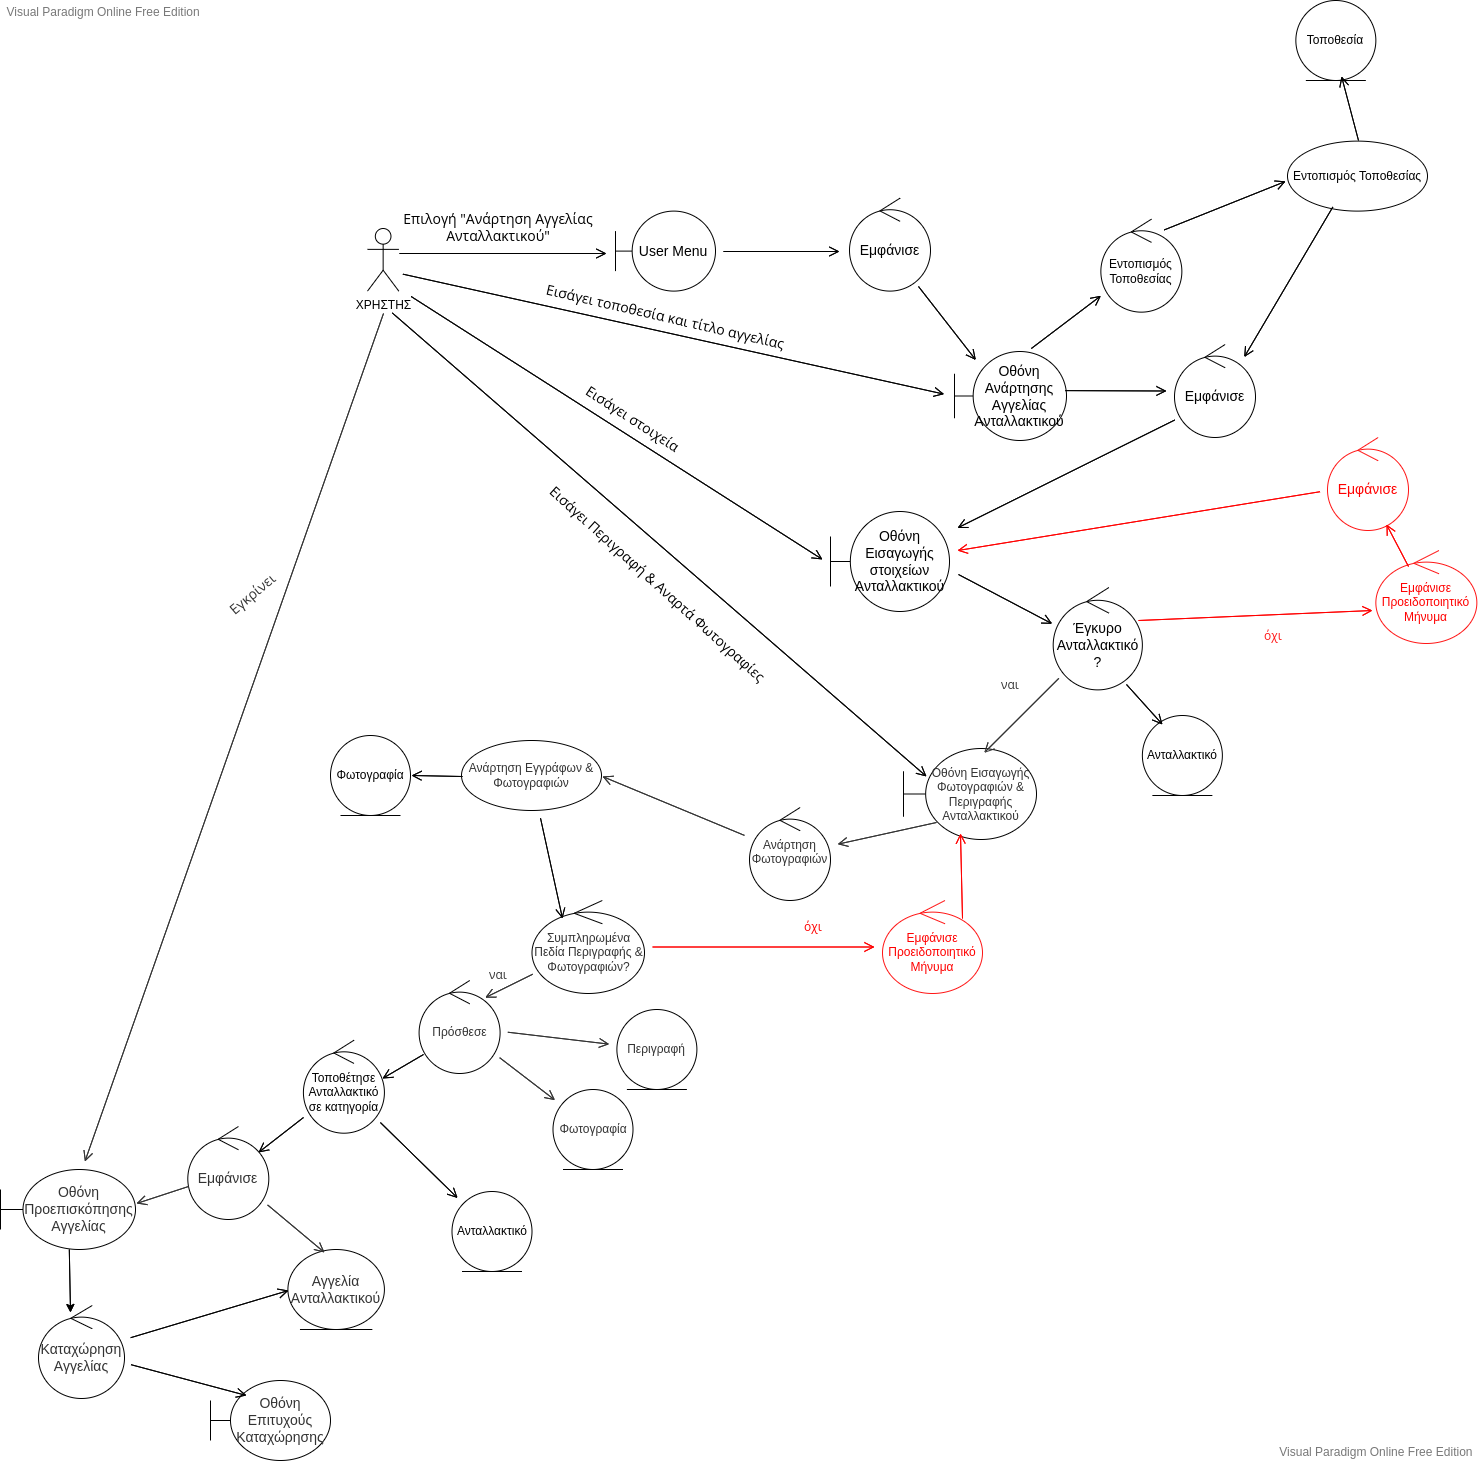 Visual Paradigm Online Free Edition
Τοποθεσία
Εντοπισμός Τοποθεσίας
Επιλογή "Ανάρτηση Αγγελίας
Ανταλλακτικού"
User Menu
Εμφάνισε
Εντοπισμός
Τοποθεσίας
ΧΡΗΣΤΗΣ
Εισάγει τοποθεσία και τίτλο αγγελίας
Οθόνη
Ανάρτησης
Αγγελίας
Ανταλλακτικού
Εμφάνισε
Εισάγει στοιχεία
Εμφάνισε
Εισάγει Περιγραφή & Αναρτά Φωτογραφίες
Οθόνη
Εισαγωγής
στοιχείων
Ανταλλακτικού
Εγκρίνει
Εμφάνισε
Προειδοποιητικό
Μήνυμα
Έγκυρο
Ανταλλακτικό
?
όχι
ναι
Ανταλλακτικό
Φωτογραφία
Ανάρτηση Εγγράφων &
Φωτογραφιών
Οθόνη Εισαγωγής
Φωτογραφιών &
Περιγραφής
Ανταλλακτικού
Ανάρτηση
Φωτογραφιών
όχι
Συμπληρωμένα
Πεδία Περιγραφής &
Φωτογραφιών?
Εμφάνισε
Προειδοποιητικό
Μήνυμα
ναι
Πρόσθεσε
Περιγραφή
Τοποθέτησε
Ανταλλακτικό
σε κατηγορία
Φωτογραφία
Εμφάνισε
Οθόνη
Προεπισκόπησης
Αγγελίας
Ανταλλακτικό
Αγγελία
Ανταλλακτικού
Καταχώρηση
Αγγελίας
Οθόνη
Επιτυχούς
Καταχώρησης
Visual Paradigm Online Free Edition